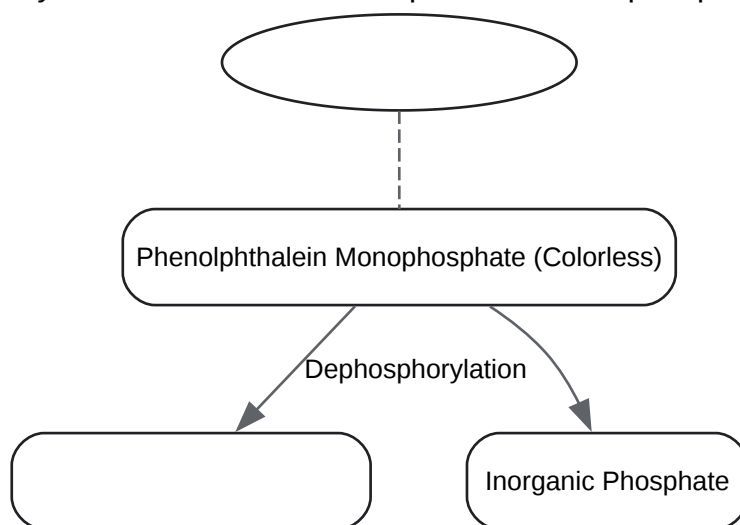 Phenolphthalein Monophosphate (Colorless)
Dephosphorylation
Inorganic Phosphate